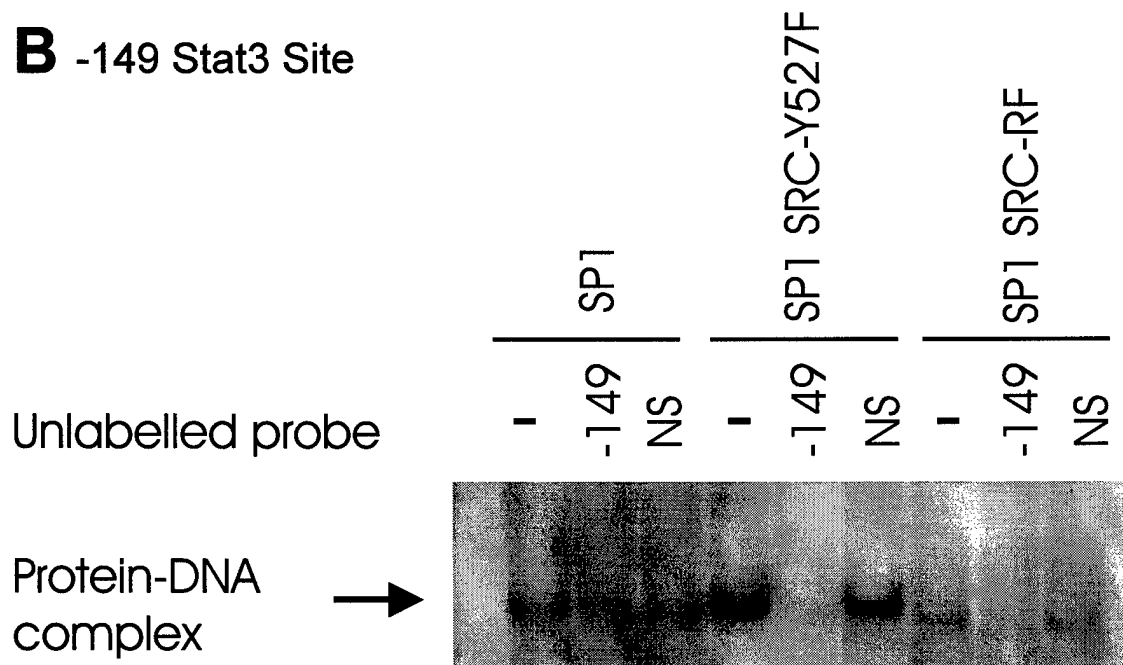 B -149 Stat3 Site
SP1
SP1 SRC-Y527F
SP1 SRC-RF
Unlabelled probe
- -149 NS - -149 NS - -149 NS
Protein-DNA
complex